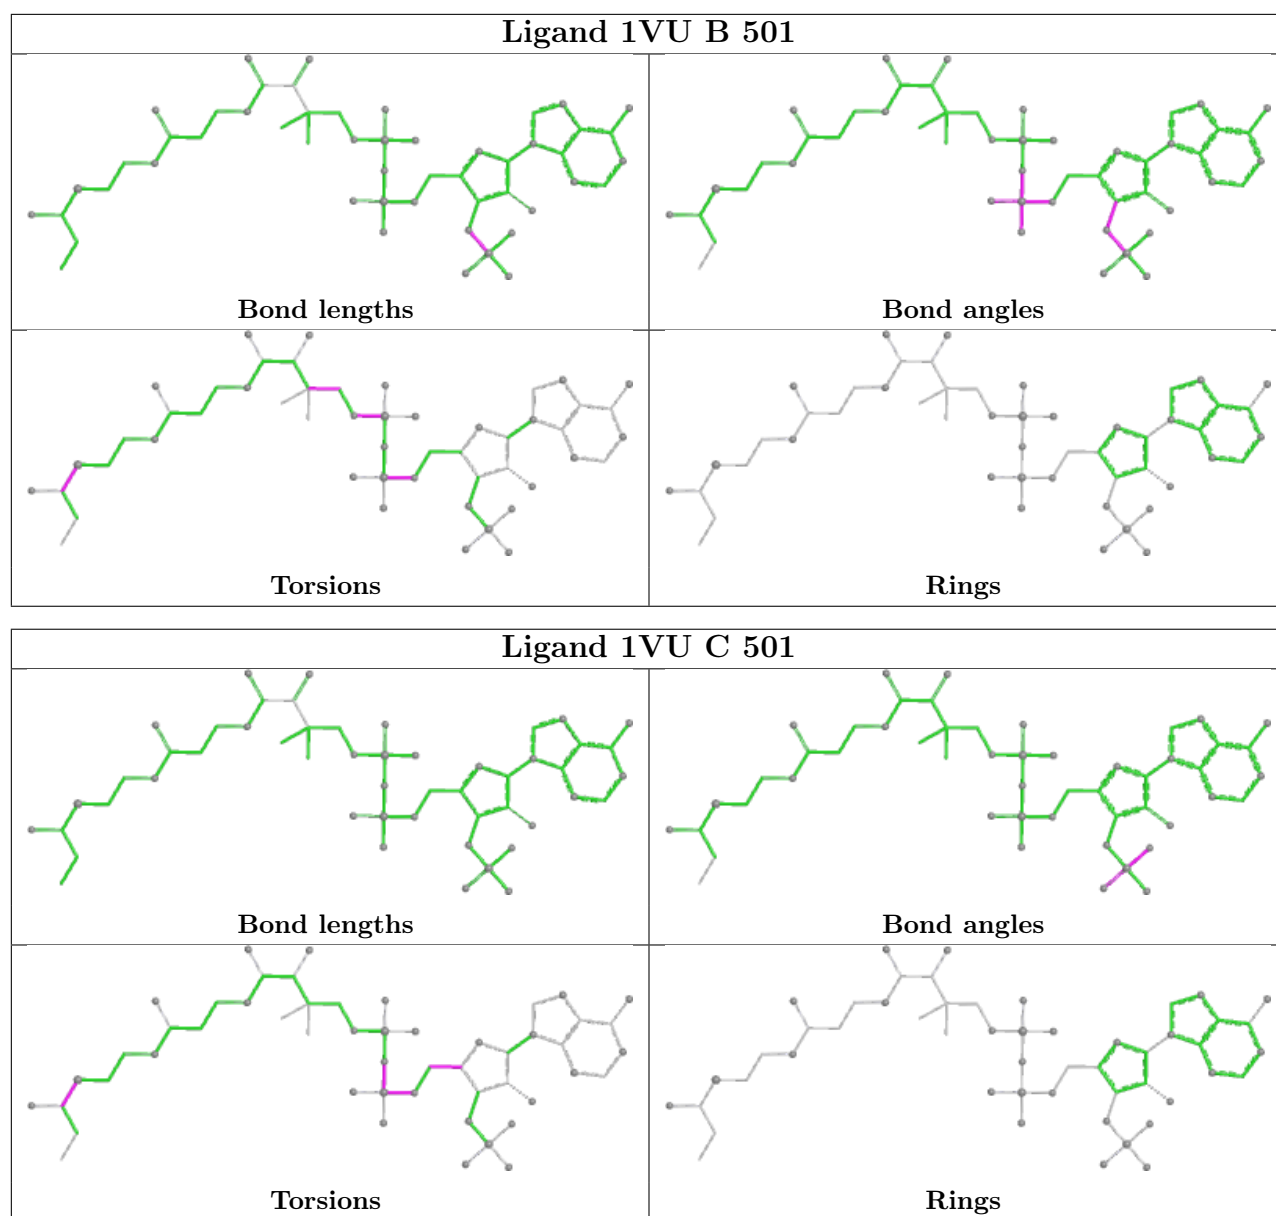 Ligand 1VU B 501
Bond lengths
Bond angles
Torsions
Rings
Ligand 1VU C 501
Bond lengths
Bond angles
Torsions
Rings